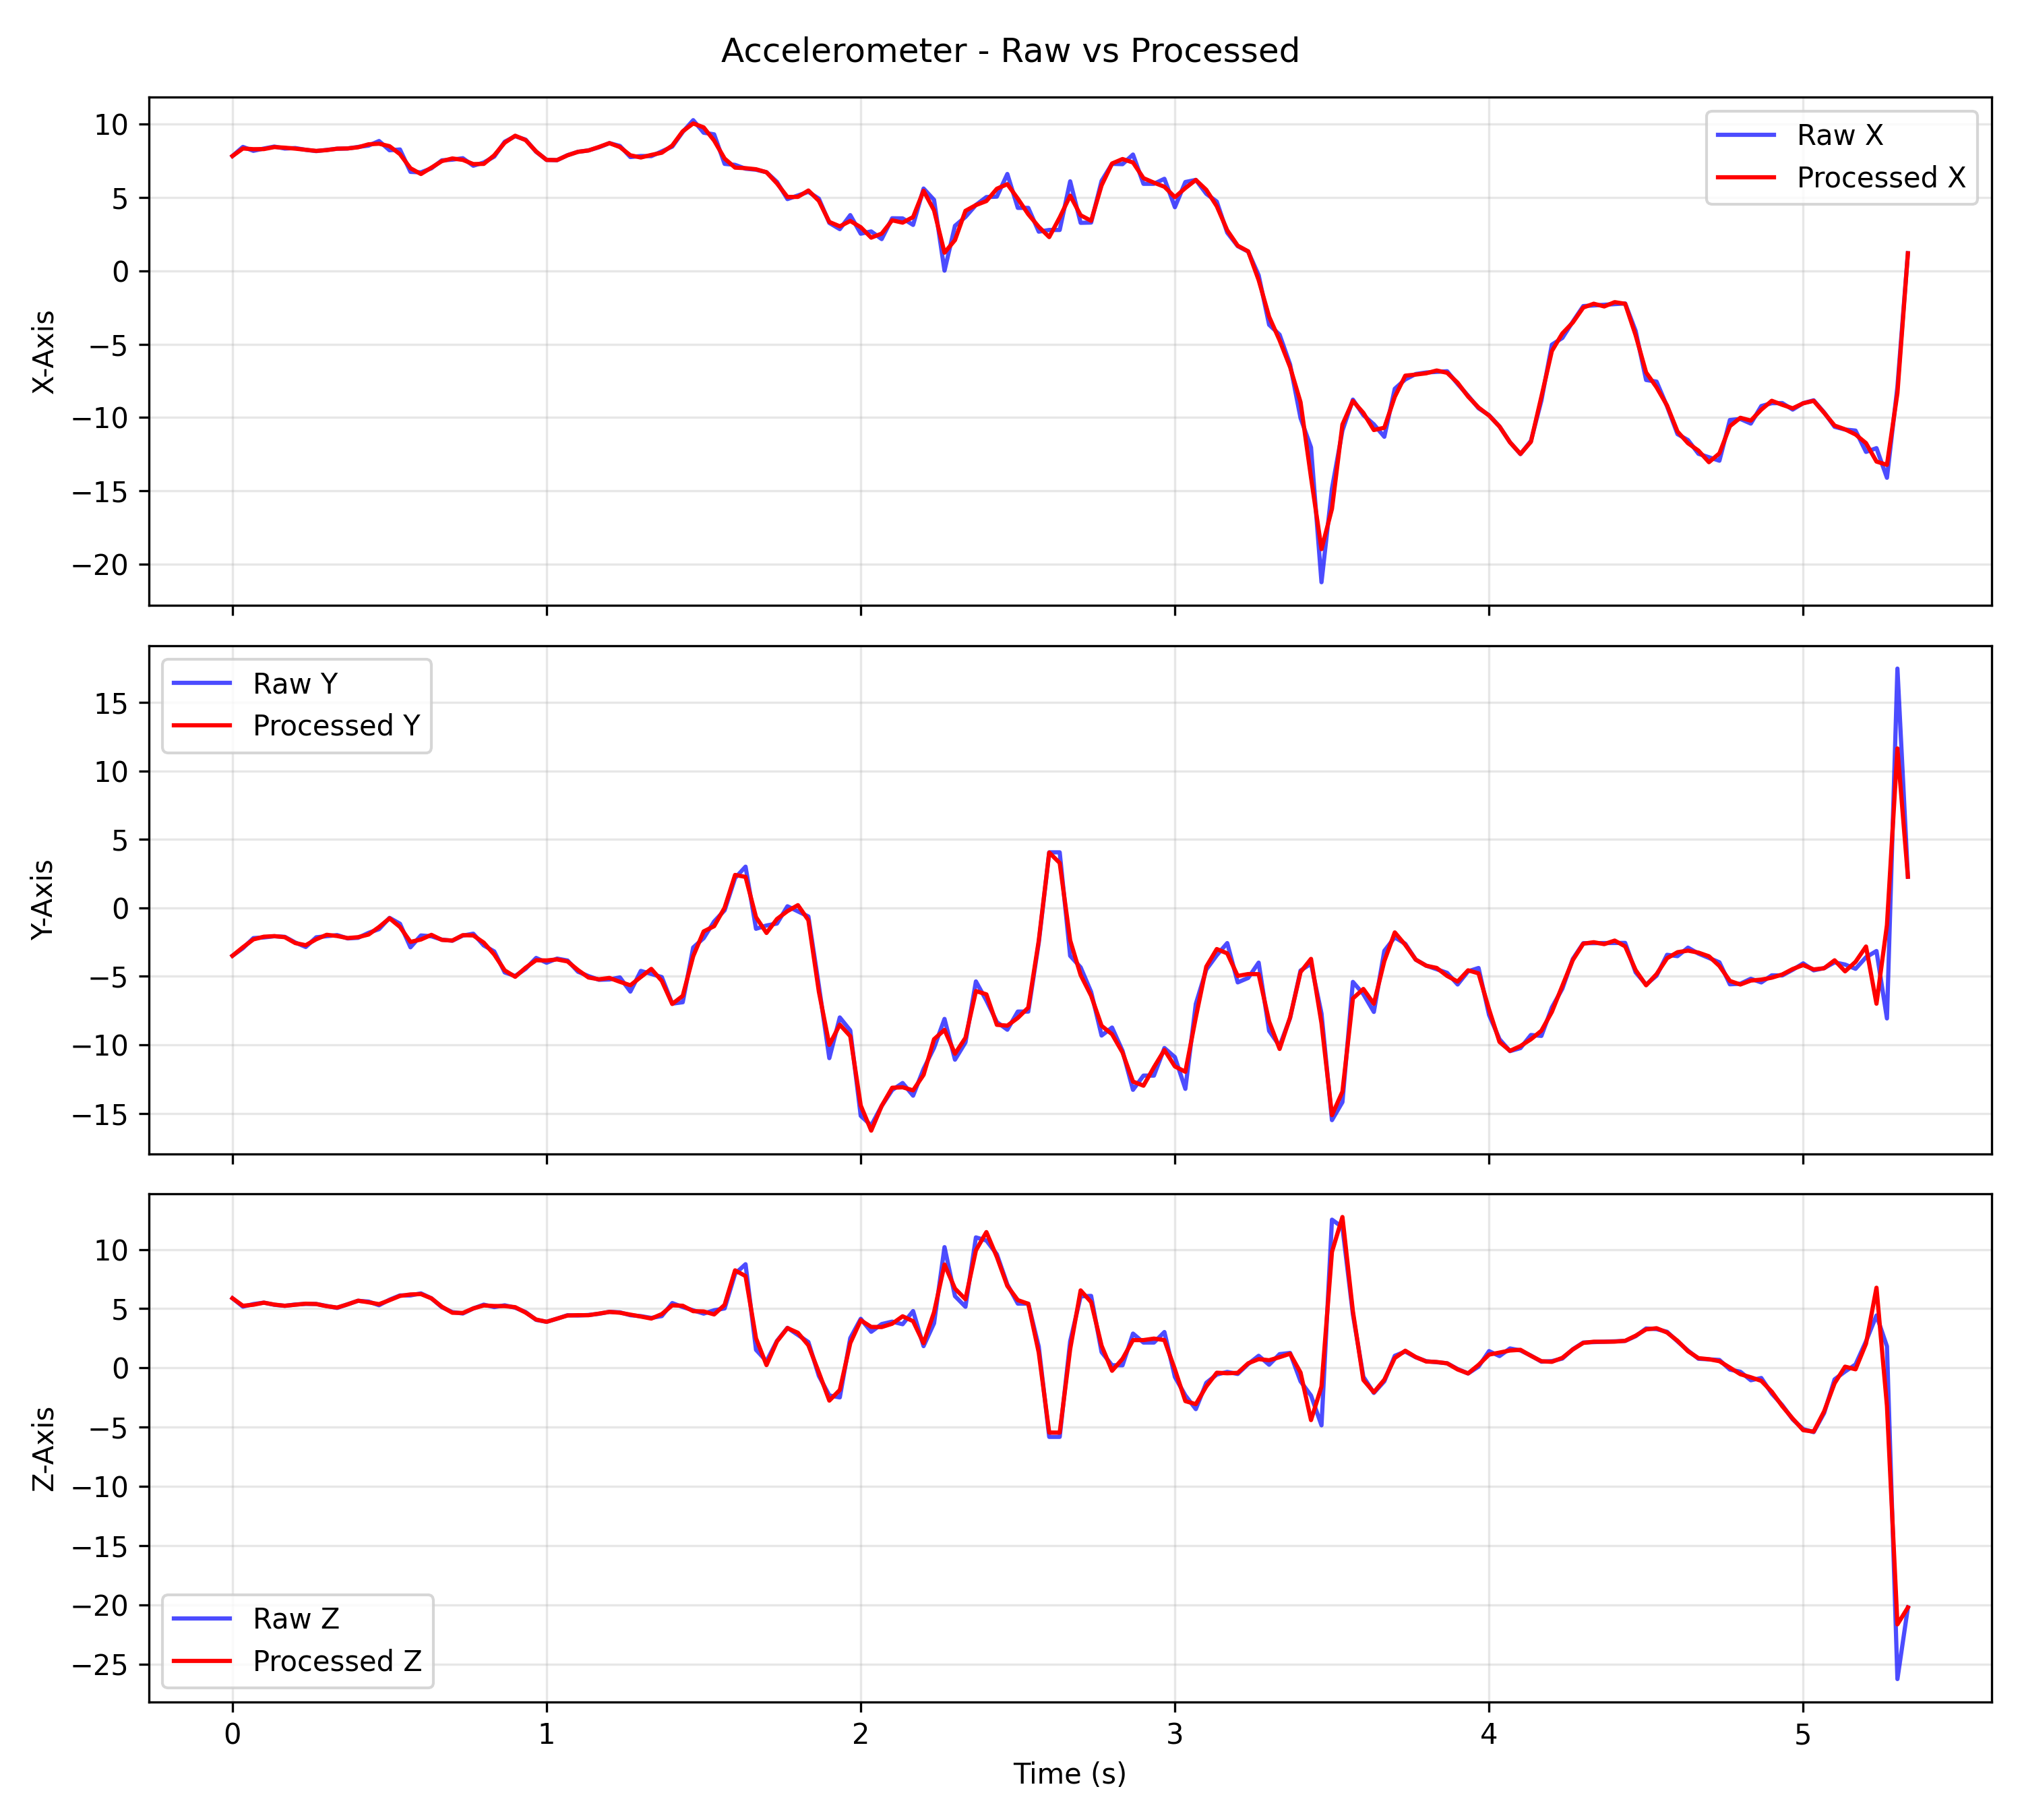 Accelerometer - Raw vs Processed
10
5
0
−5
−10
−15
−20
X-Axis
Raw X
Processed X
15
10
5
0
−5
−10
−15
Y-Axis
Raw Y
Processed Y
10
5
0
−5
−10
−15
−20
−25
Z-Axis
Raw Z
Processed Z
0 1 2 3 4 5
Time (s)